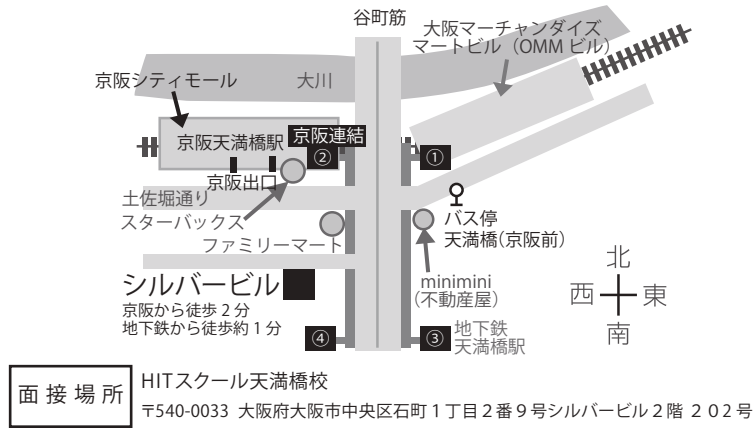 谷町筋
大阪マーチャンダイズ
マートビル（OMMビル）
京阪シティモール
大川
京阪天満橋駅
京阪連結
②
①
京阪出口
土佐堀通り
スターバックス
ファミリーマート
バス停
天満橋(京阪前)
シルバービル
京阪から徒歩２分
地下鉄から徒歩約１分
minimini
(不動産屋)
北
西
東
南
④
③
地下鉄
天満橋駅
面接場所
HITスクール天満橋校
〒540-0033 大阪府大阪市中央区石町１丁目２番９号シルバービル２階 ２０２号